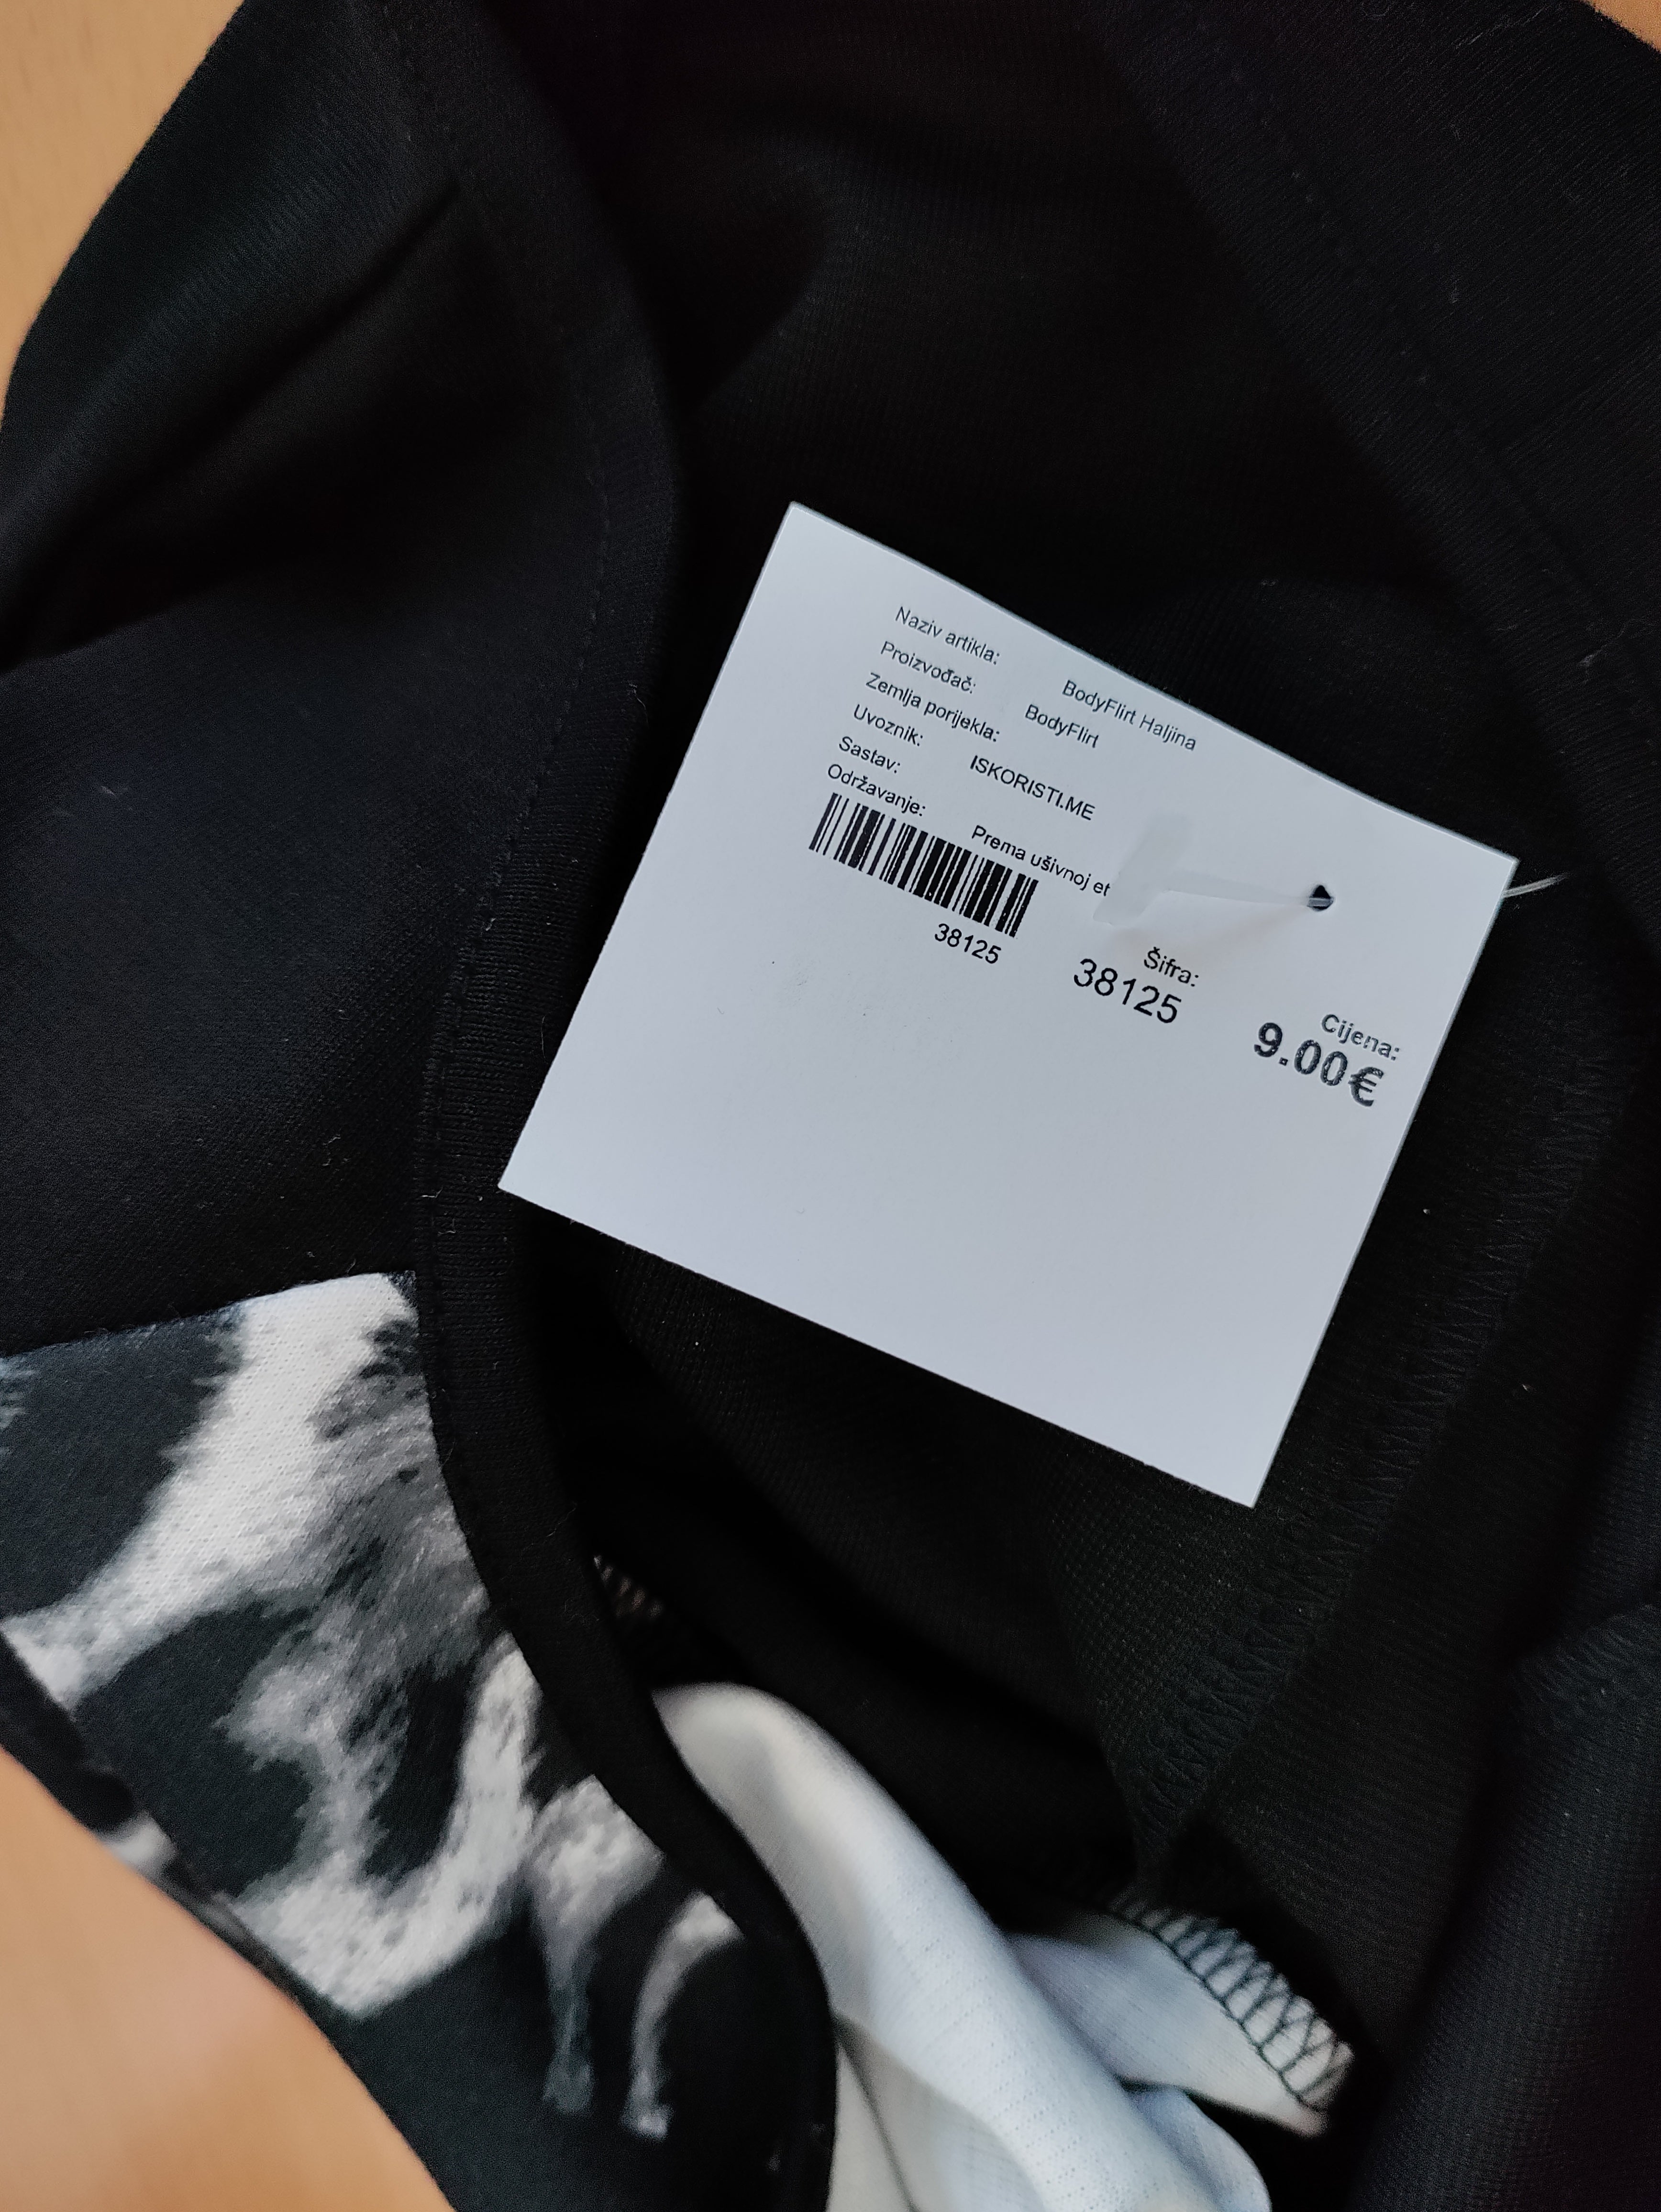 Naziv artikla: BodyFlirt Haljina
Proizvođač: BodyFlirt
Zemlja porijekla:
Uvoznik: ISKORISTI.ME
Sastav:
Održavanje: Prema ušivnoj et
38125
Šifra:
38125
Cijena:
9.00€